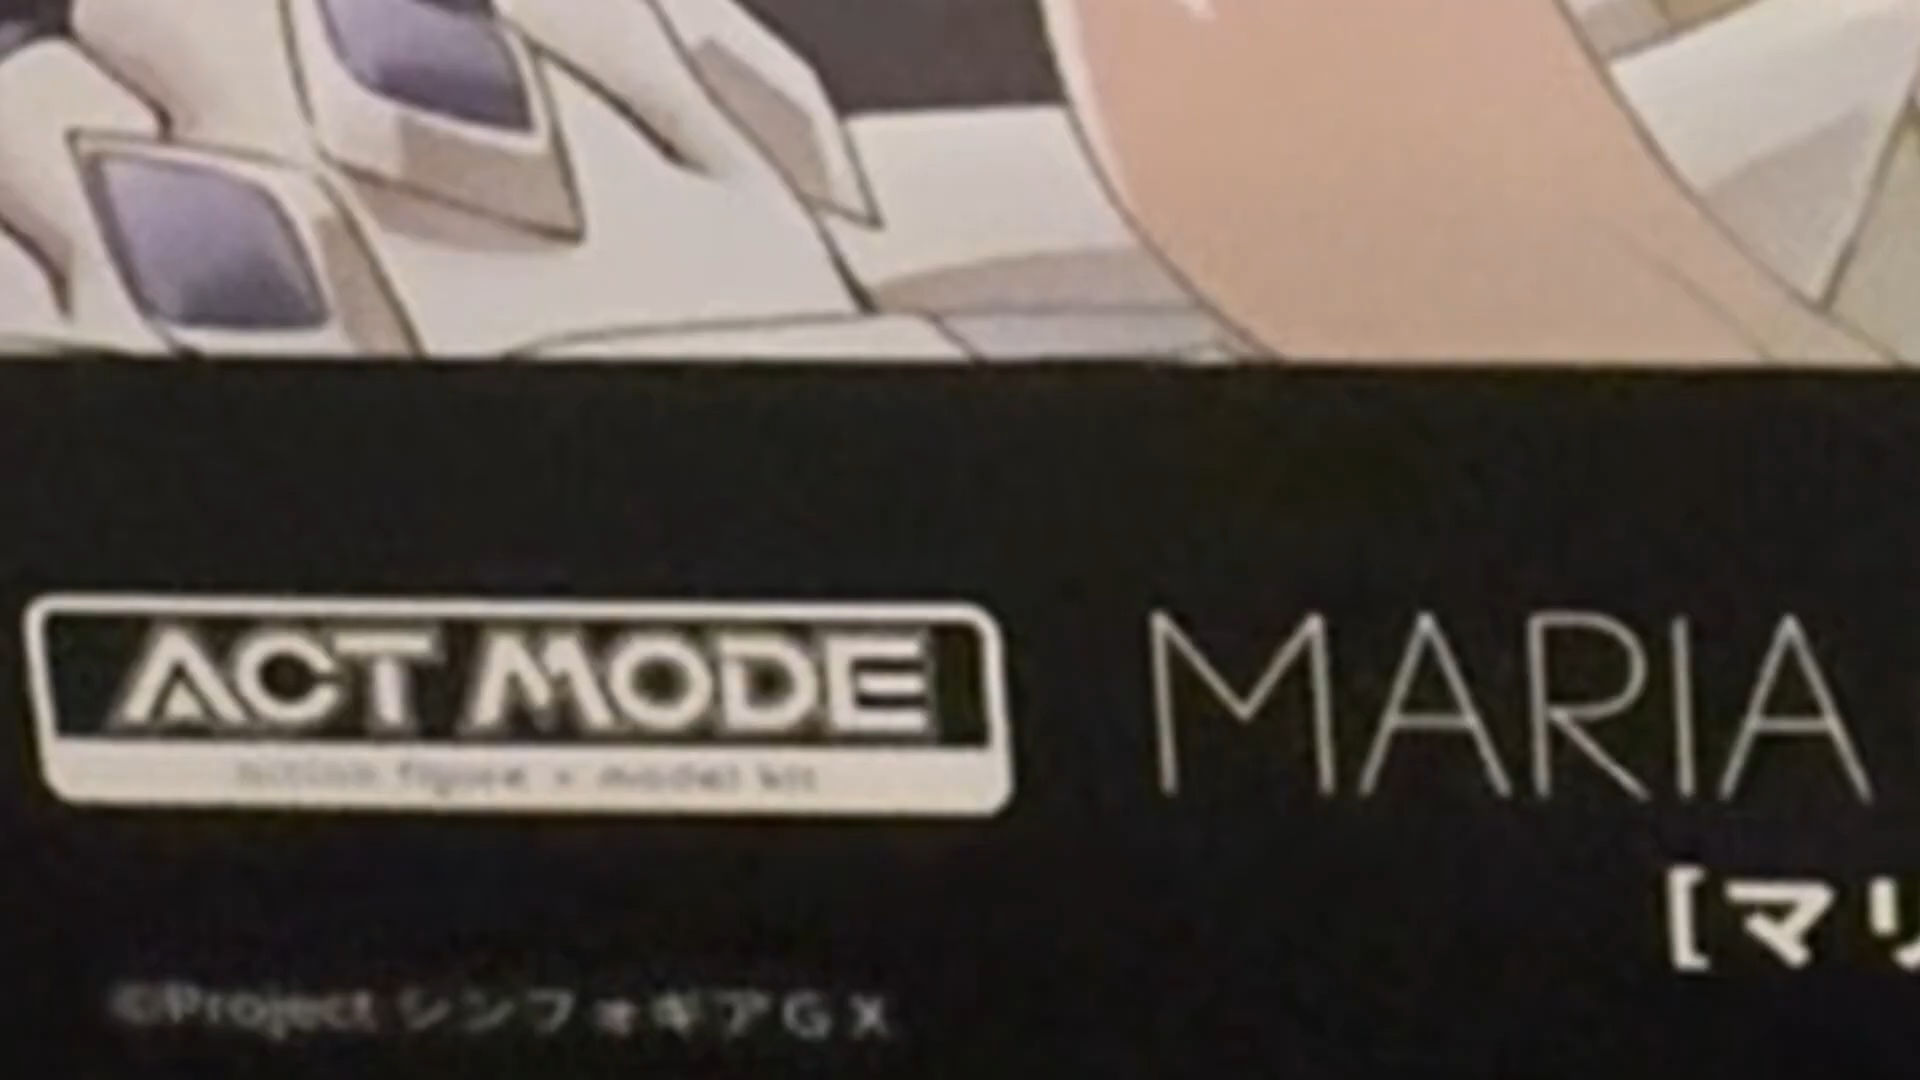 ACT MODE
action figure × model kit
MARIA
[マリ
©Project シンフォギアGX